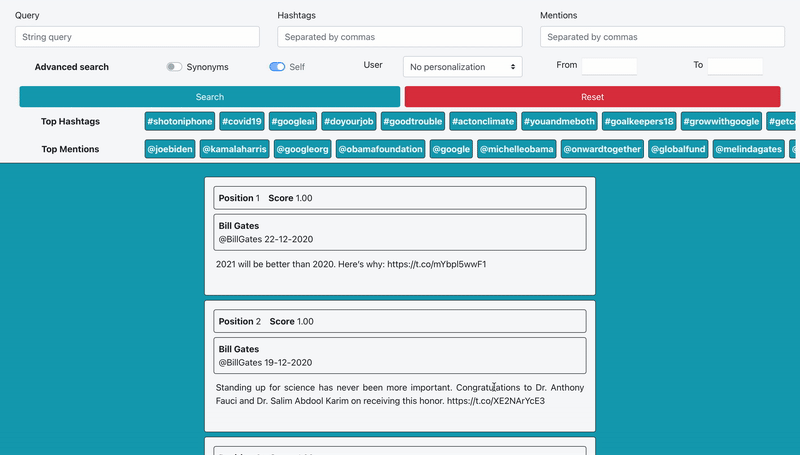 Query Hashtags Mentions
String query Separated by commas Separated by commas
Advanced search Synonyms Self User No personalization From To
Search Reset
Top Hashtags #shotoniphone #covid19 #googleai #doyourjob #goodtrouble #actonclimate #youandmeboth #goalkeepers18 #growwithgoogle
Top Mentions @joebiden @kamalaharris @googleorg @obamafoundation @google @michelleobama @onwardtogether @globalfund @melindagates
Position 1 Score 1.00
Bill Gates
@BillGates 22-12-2020
2021 will be better than 2020. Here's why: https://t.co/mYbpl5wwF1
Position 2 Score 1.00
Bill Gates
@BillGates 19-12-2020
Standing up for science has never been more important. Congratulations to Dr. Anthony
Fauci and Dr. Salim Abdool Karim on receiving this honor. https://t.co/XE2NArYcE3